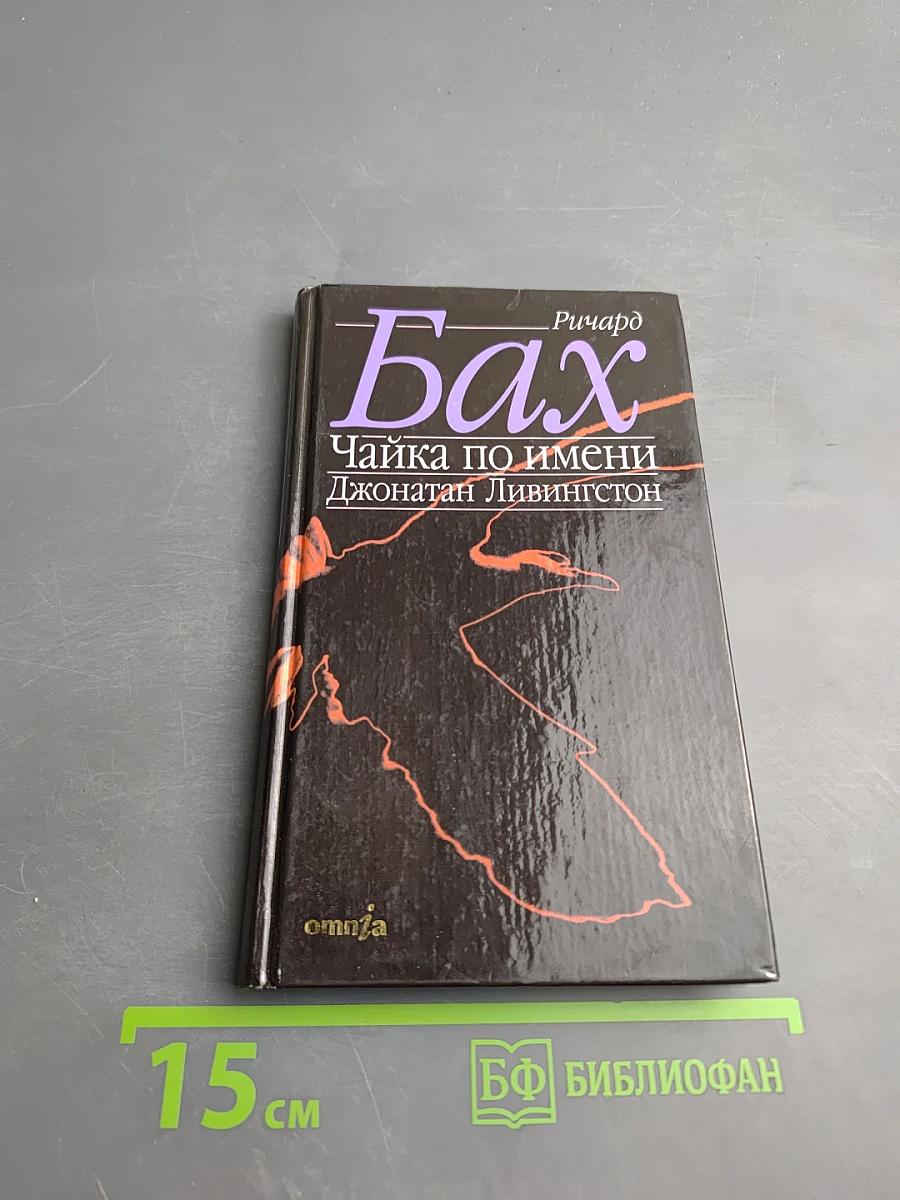 Ричард
Бах
Чайка по имени
Джонатан Ливингстон
omnia
15 см
БФ БИБЛИОФАН